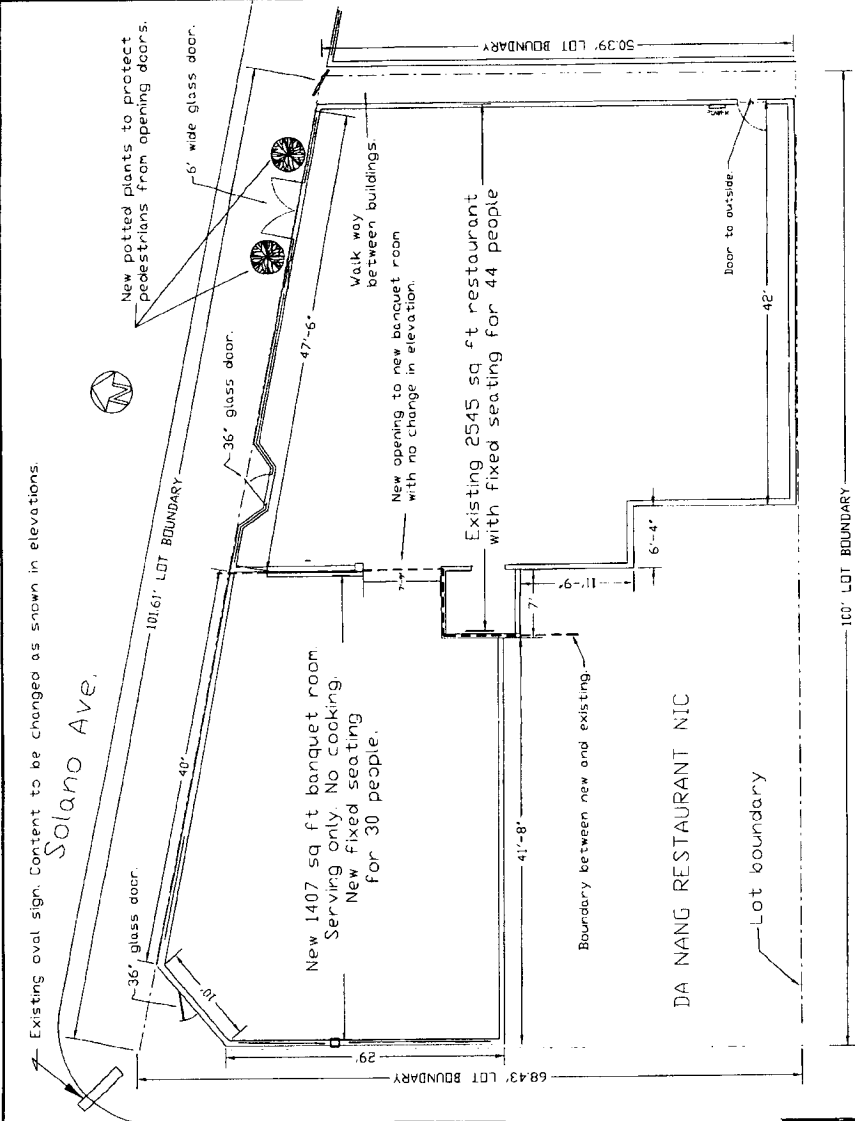 Existing oval sign. Content to be changed as shown in elevations.
Solano Ave.
101.61' LOT BOUNDARY
New potted plants to protect
pedestrians from opening doors.
6' wide glass door.
36" glass door.
36" glass door.
40'
47'-6"
10'
29'
68.43' LOT BOUNDARY
50.39' LOT BOUNDARY
Walk way
between buildings.
New opening to new banquet room
with no change in elevation.
Existing 2545 sq ft restaurant
with fixed seating for 44 people
New 1407 sq ft banquet room.
Serving only. No cooking.
New fixed seating
for 30 people.
7'
11'-9"
6'-4"
42'
Door to outside.
41'-8"
Boundary between new and existing.
DA NANG RESTAURANT NIC
Lot boundary
100' LOT BOUNDARY